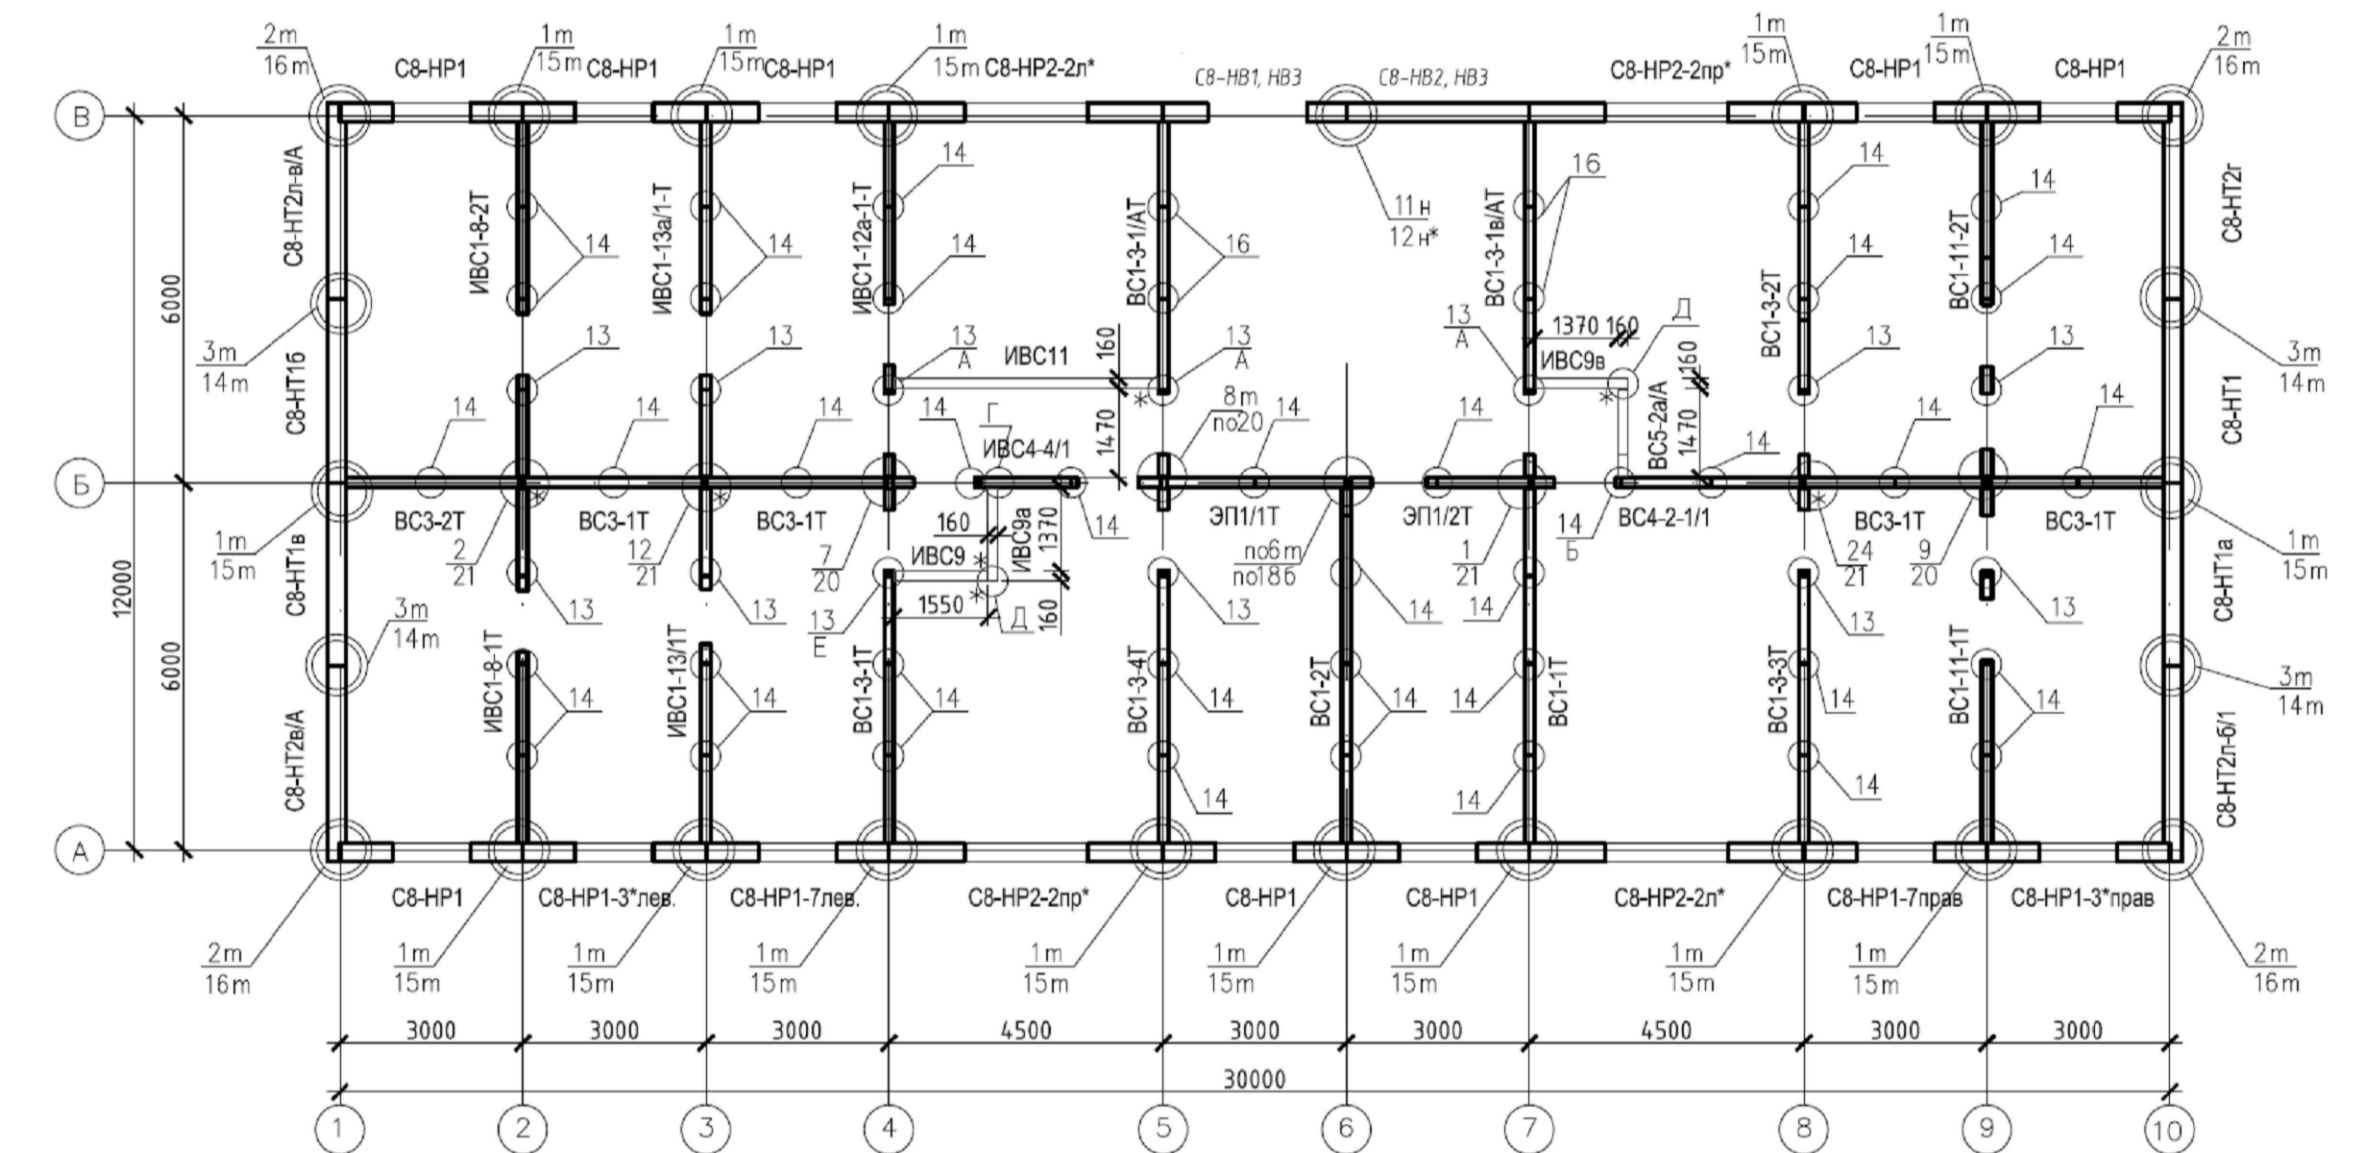 2m
16m
С8-НР1
1m
15m
С8-НР1
1m
15m
С8-НР1
1m
15m
С8-НР2-2л*
С8-НВ1, НВ3
С8-НВ2, НВ3
С8-НР2-2пр*
1m
15m
С8-НР1
1m
15m
С8-НР1
2m
16m
В
С8-НТ2л-в/А
ИВС1-8-2Т
14
ИВС1-13а/1-Т
14
ИВС1-12а-1-Т
14
14
ВС1-3-1/АТ
16
11н
12н*
ВС1-3-1в/АТ
16
ВС1-3-2Т
14
14
ВС1-11-2Т
14
14
С8-НТ2г
6000
3m
14m
С8-НТ1б
13
13
13
А
ИВС11
160
1470
13
А
13
А
1370
160
Д
ИВС9в
160
1470
ВС5-2а/А
13
13
3m
14m
С8-НТ1
14
14
14
14
Г
ИВС4-4/1
*
8m
по20
14
14
*
14
14
14
Б
ВС3-2Т
*
ВС3-1Т
*
ВС3-1Т
14
ЭП1/1Т
ЭП1/2Т
ВС4-2-1/1
*
ВС3-1Т
ВС3-1Т
1m
15m
2
21
12
21
7
20
160
ИВС9
ИВС9а
1370
*
*
1550
Д
160
по6m
по18б
1
21
14
Б
24
21
9
20
1m
15m
12000
6000
С8-НТ1в
3m
14m
13
13
13
Е
13
14
14
13
13
С8-НТ1а
С8-НТ2в/А
ИВС1-8-1Т
14
ИВС1-13/1Т
14
ВС1-3-1Т
14
ВС1-3-4Т
14
14
ВС1-2Т
14
14
14
ВС1-1Т
ВС1-3-3Т
14
14
ВС1-11-1Т
14
3m
14m
С8-НТ2л-б/1
А
С8-НР1
С8-НР1-3*лев.
С8-НР1-7лев.
С8-НР2-2пр*
С8-НР1
С8-НР1
С8-НР2-2л*
С8-НР1-7прав
С8-НР1-3*прав
2m
16m
1m
15m
1m
15m
1m
15m
1m
15m
1m
15m
1m
15m
1m
15m
1m
15m
2m
16m
3000
3000
3000
4500
3000
3000
4500
3000
3000
30000
1
2
3
4
5
6
7
8
9
10